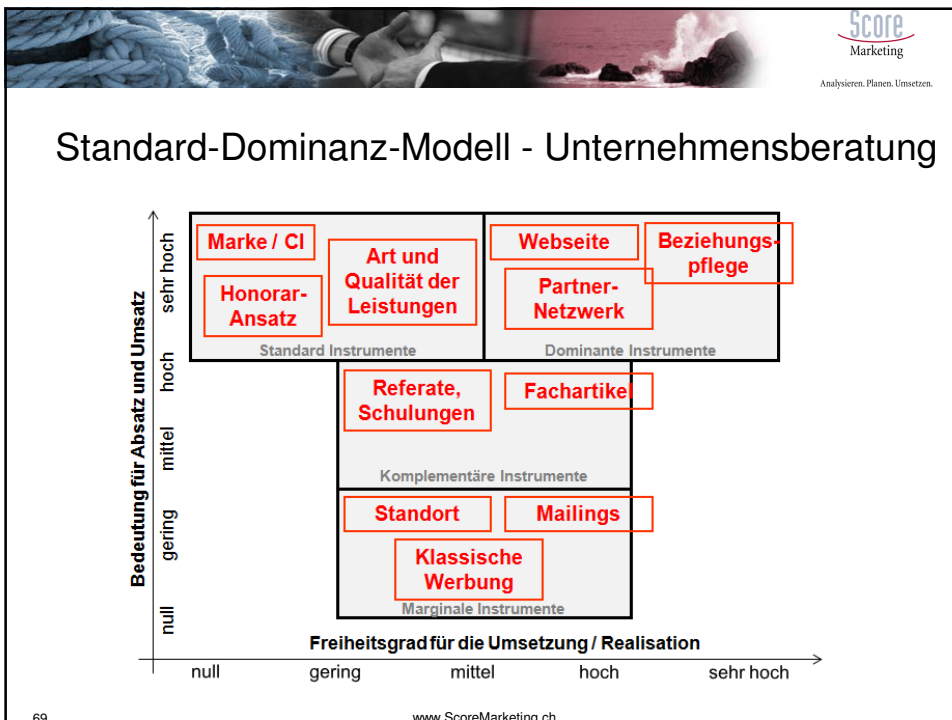 Score
Marketing
Analysieren. Planen. Umsetzen.
Standard-Dominanz-Modell - Unternehmensberatung
Bedeutung für Absatz und Umsatz
sehr hoch
hoch
mittel
gering
null
Marke / CI
Honorar-
Ansatz
Art und
Qualität der
Leistungen
Standard Instrumente
Webseite
Partner-
Netzwerk
Beziehungs-
pflege
Dominante Instrumente
Referate,
Schulungen
Fachartikel
Komplementäre Instrumente
Standort
Mailings
Klassische
Werbung
Marginale Instrumente
Freiheitsgrad für die Umsetzung / Realisation
null gering mittel hoch sehr hoch
69
www.ScoreMarketing.ch